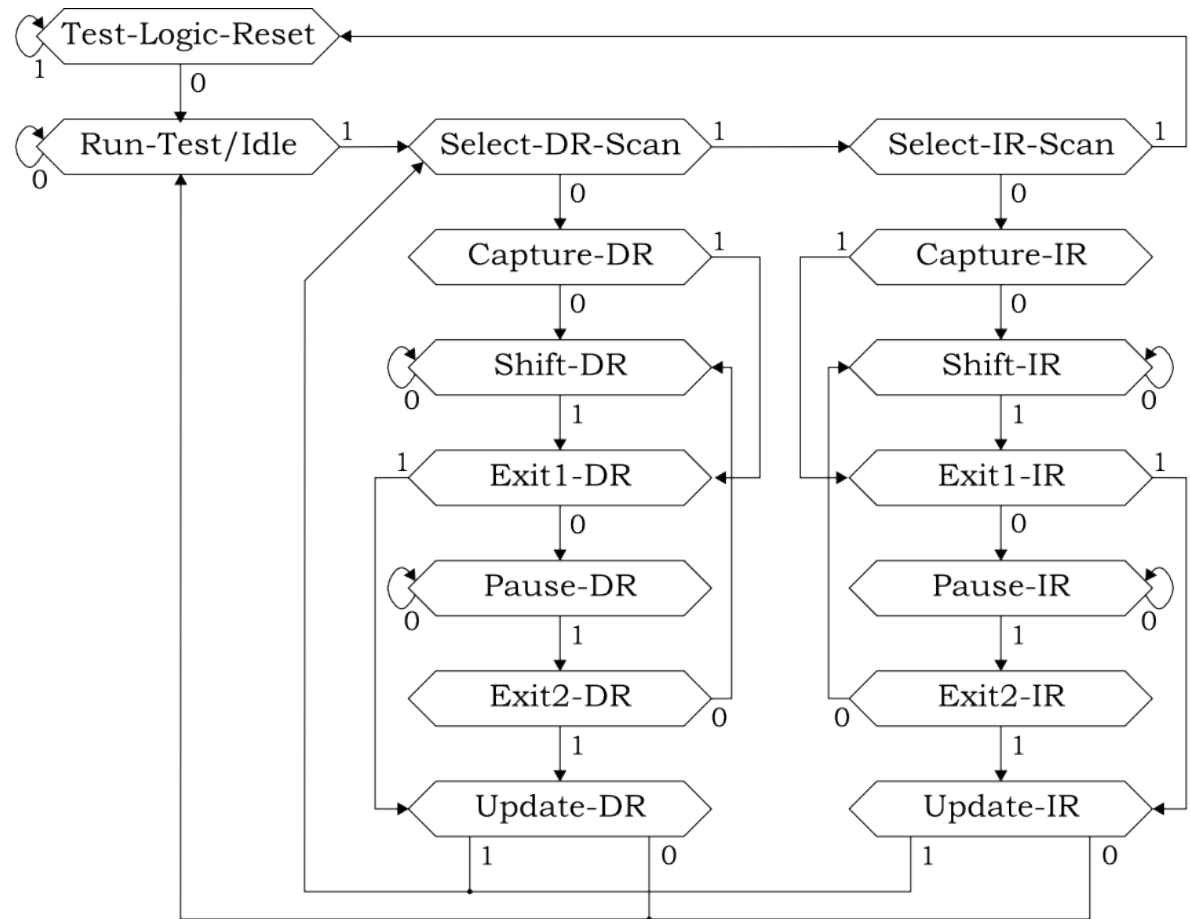 Test-Logic-Reset
1
0
Run-Test/Idle
0
1
Select-DR-Scan
1
0
Select-IR-Scan
1
0
Capture-DR
1
0
Capture-IR
1
0
Shift-DR
0
1
Shift-IR
0
1
Exit1-DR
1
0
Exit1-IR
1
0
Pause-DR
0
1
Pause-IR
0
1
Exit2-DR
0
1
Exit2-IR
0
1
Update-DR
1
0
Update-IR
1
0